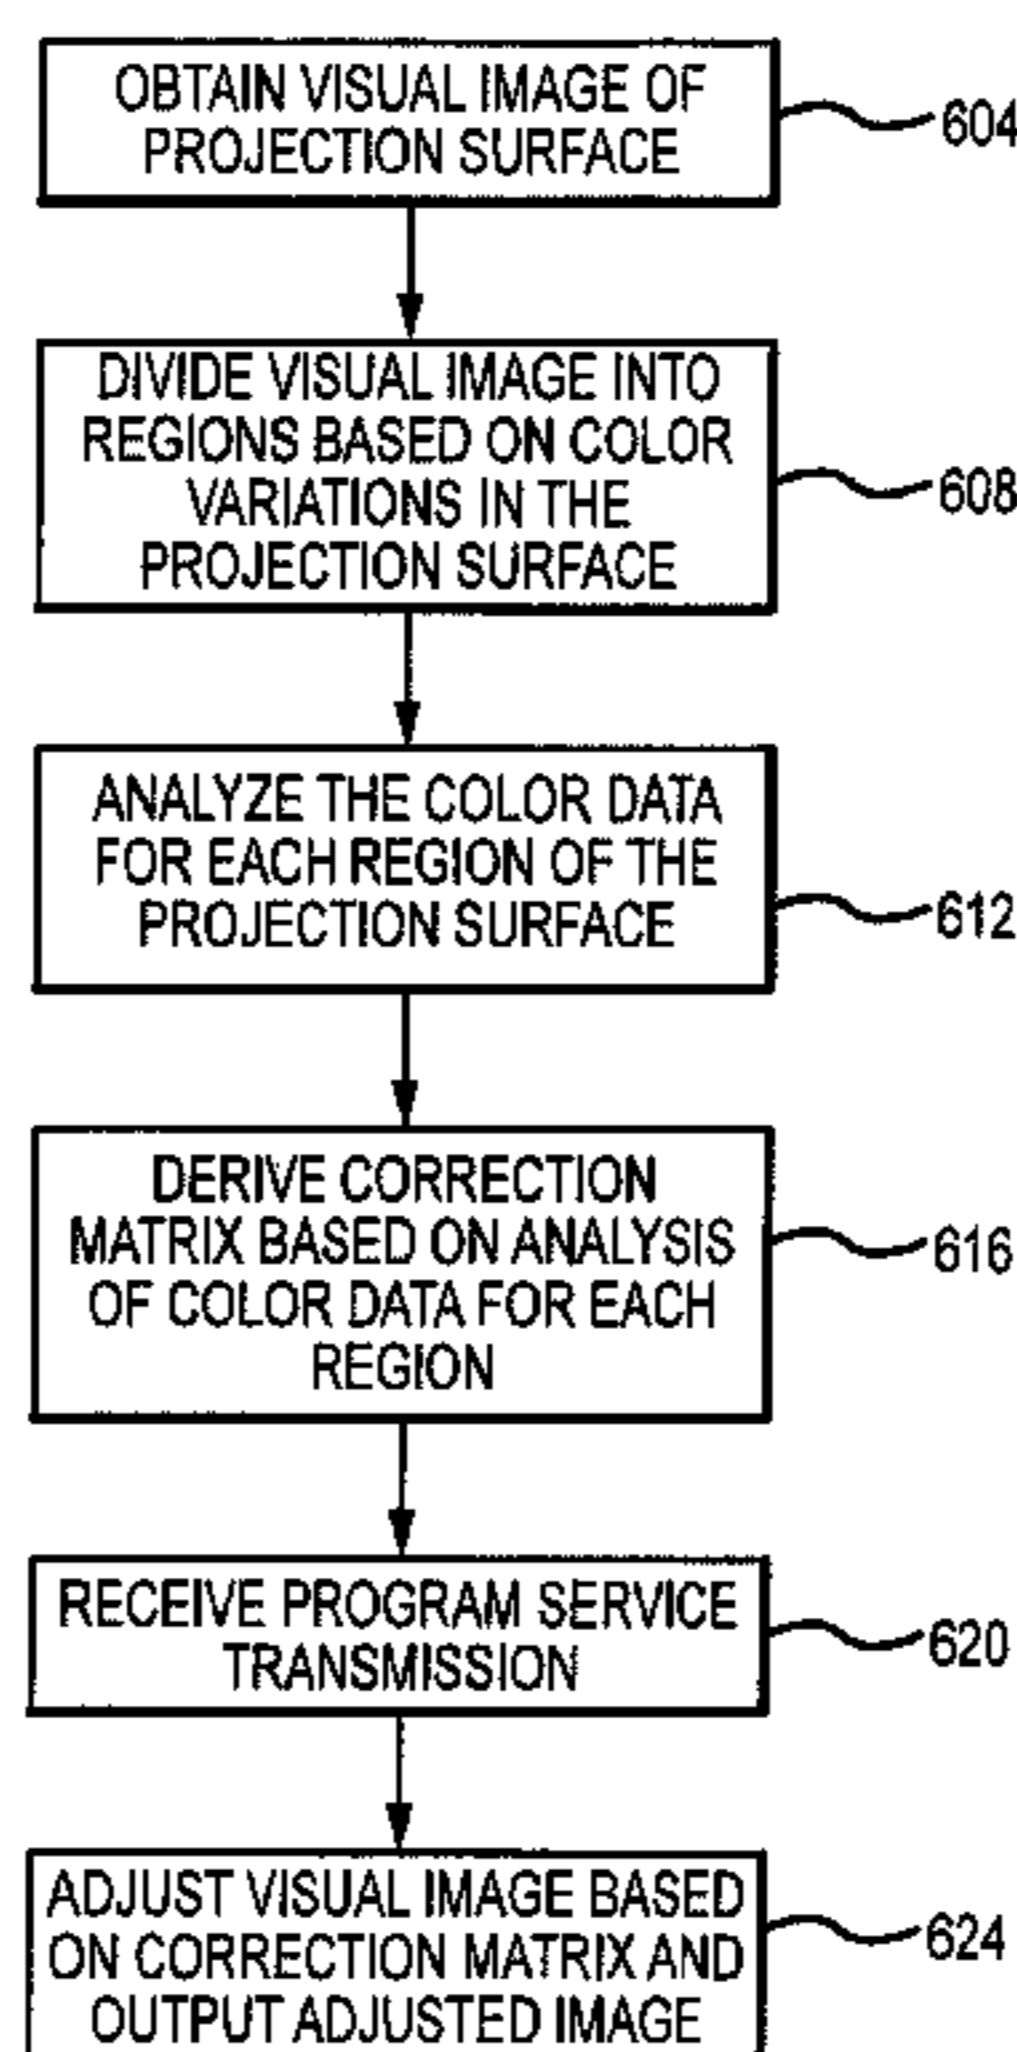 OBTAIN VISUAL IMAGE OF
PROJECTION SURFACE
604
DIVIDE VISUAL IMAGE INTO
REGIONS BASED ON COLOR
VARIATIONS IN THE
PROJECTION SURFACE
608
ANALYZE THE COLOR DATA
FOR EACH REGION OF THE
PROJECTION SURFACE
612
DERIVE CORRECTION
MATRIX BASED ON ANALYSIS
OF COLOR DATA FOR EACH
REGION
616
RECEIVE PROGRAM SERVICE
TRANSMISSION
620
ADJUST VISUAL IMAGE BASED
ON CORRECTION MATRIX AND
OUTPUT ADJUSTED IMAGE
624